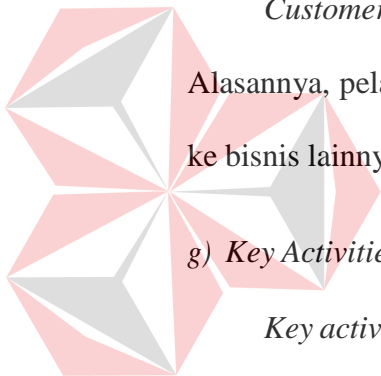 Customer
Alasannya, pela
ke bisnis lainny
g) Key Activitie
Key activ